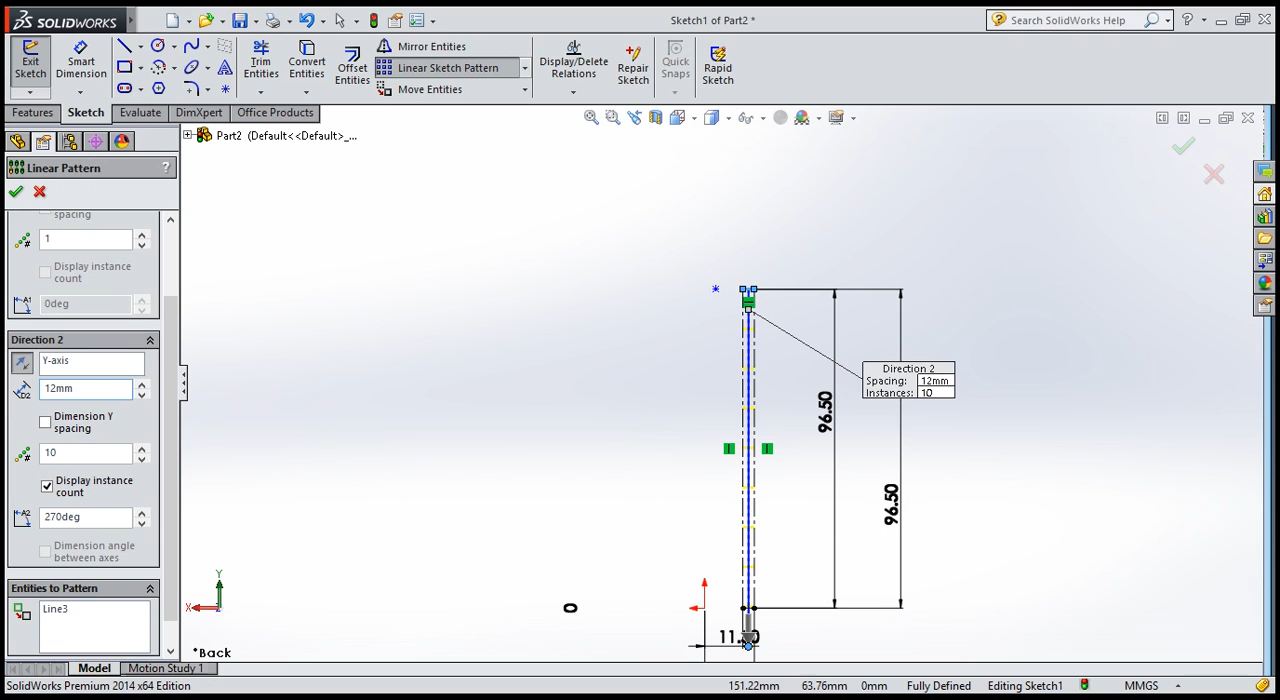 SOLIDWORKS
Sketch1 of Part2 *
Search SolidWorks Help
Exit Sketch
Smart Dimension
Trim Entities
Convert Entities
Offset Entities
Mirror Entities
Linear Sketch Pattern
Move Entities
Display/Delete Relations
Repair Sketch
Quick Snaps
Rapid Sketch
Features
Sketch
Evaluate
DimXpert
Office Products
Part2 (Default<<Default>_...
Linear Pattern
?
spacing
1
Display instance
count
A1
0deg
Direction 2
Y-axis
D2
12mm
Dimension Y
spacing
10
Display instance
count
A2
270deg
Dimension angle
between axes
Entities to Pattern
Line3
Direction 2
Spacing: 12mm
Instances: 10
96.50
96.50
Y
X
0
*Back
Model
Motion Study 1
SolidWorks Premium 2014 x64 Edition
151.22mm
63.76mm
0mm
Fully Defined
Editing Sketch1
MMGS